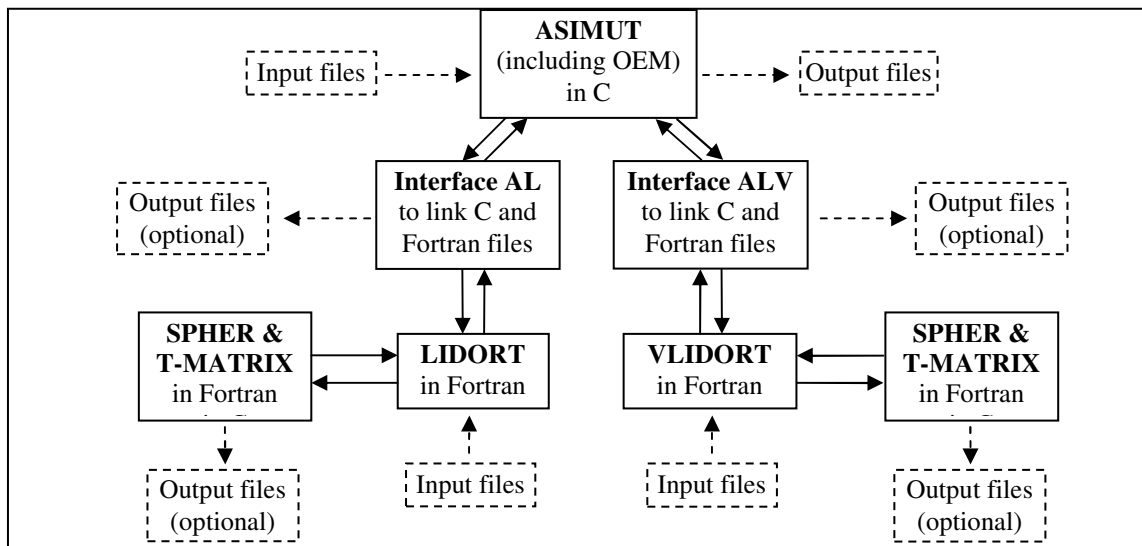 ASIMUT
(including OEM)
in C
Input files
Output files
Interface AL
to link C and
Fortran files
Interface ALV
to link C and
Fortran files
Output files
(optional)
Output files
(optional)
SPHER &
T-MATRIX
in Fortran
LIDORT
in Fortran
VLIDORT
in Fortran
SPHER &
T-MATRIX
in Fortran
Output files
(optional)
Input files
Input files
Output files
(optional)